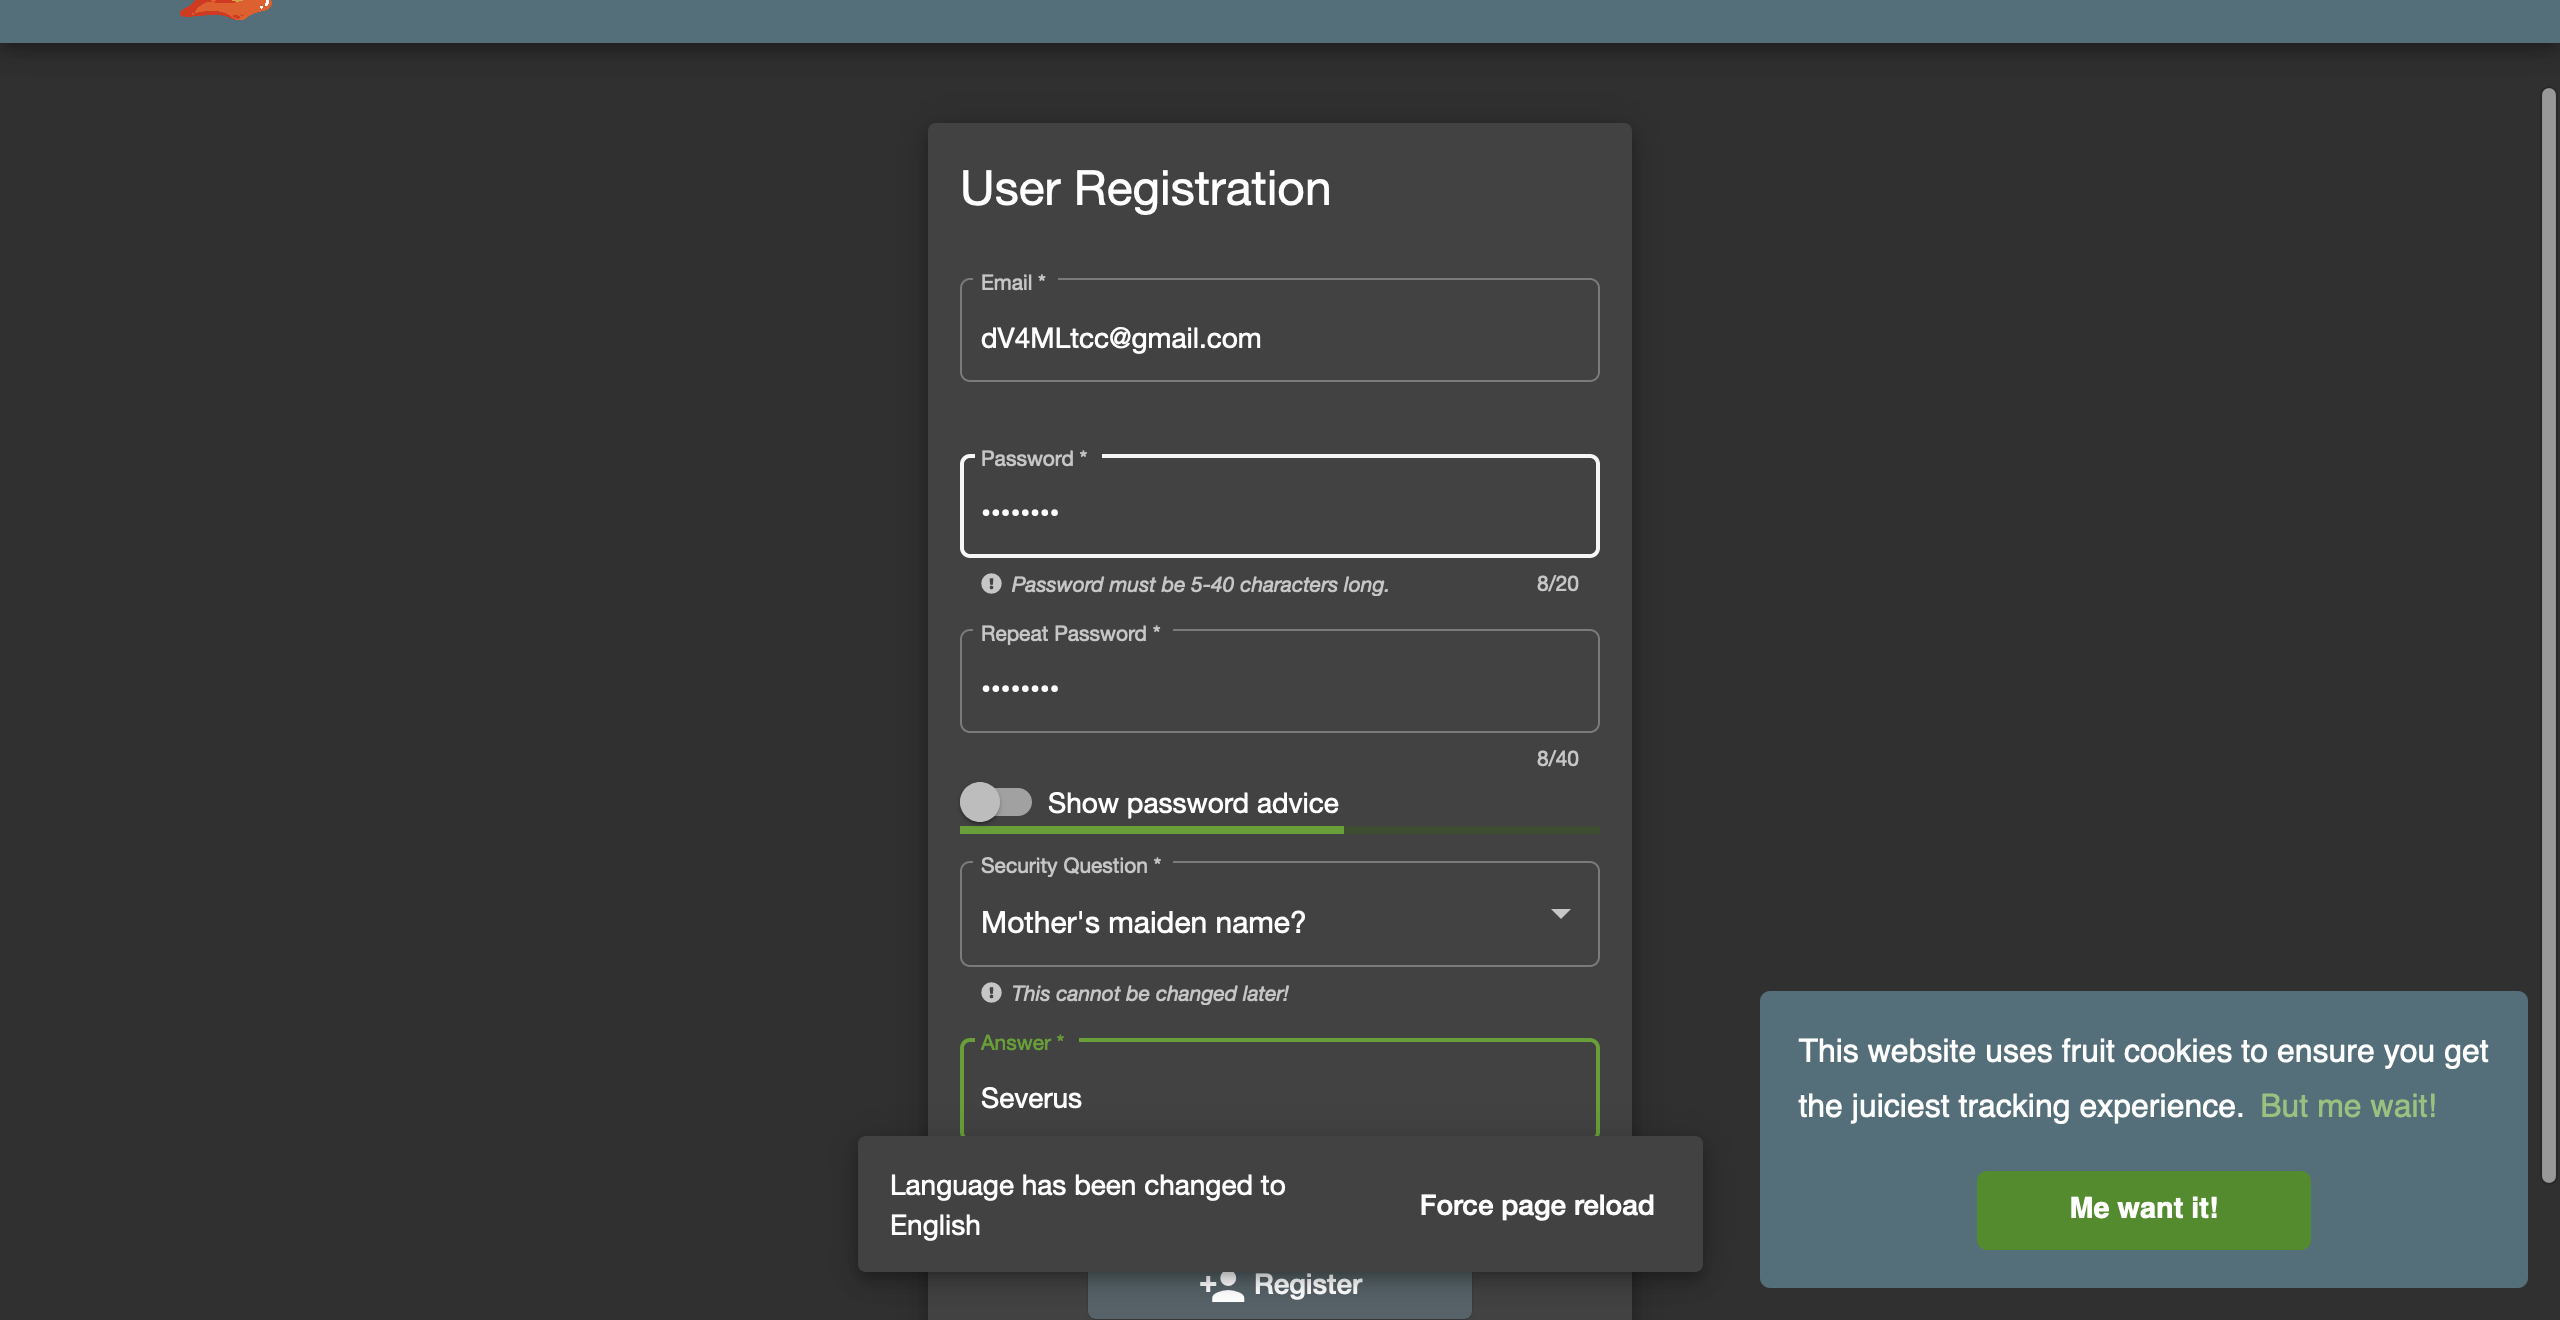 User Registration
Email *
dV4MLtcc@gmail.com
Password *
••••••••
Password must be 5-40 characters long.
8/20
Repeat Password *
••••••••
8/40
Show password advice
Security Question *
Mother's maiden name?
This cannot be changed later!
Answer *
Severus
Language has been changed to
English
Force page reload
Register
This website uses fruit cookies to ensure you get
the juiciest tracking experience. But me wait!
Me want it!